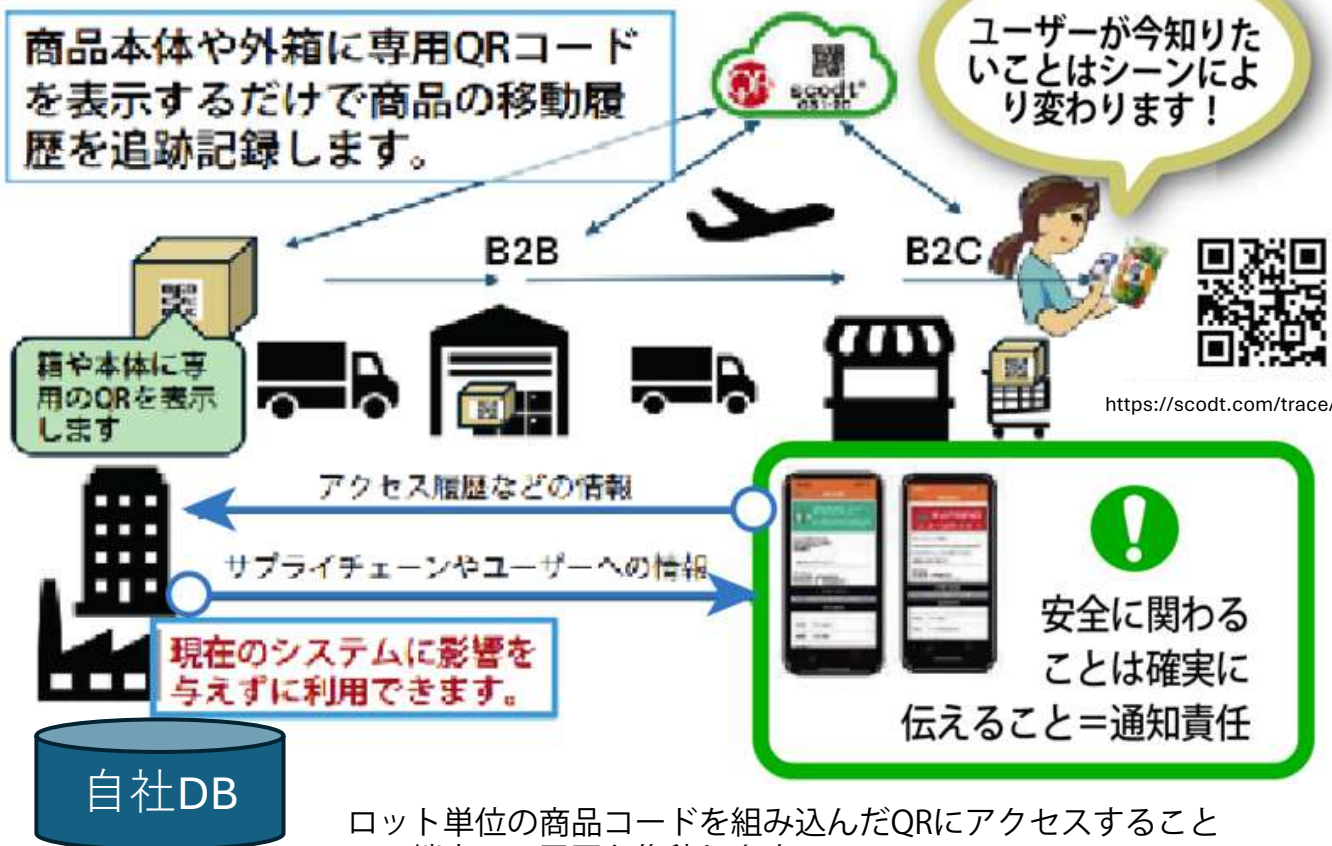 商品本体や外箱に専用QRコード
を表示するだけで商品の移動履
歴を追跡記録します。
QR
scodt
GS1-QR
ユーザーが今知りた
いことはシーンによ
り変わります！
B2B
B2C
箱や本体に専
用のQRを表示
します
https://scodt.com/trace/
アクセス履歴などの情報
サプライチェーンやユーザーへの情報
現在のシステムに影響を
与えずに利用できます。
安全に関わる
ことは確実に
伝えること＝通知責任
自社DB
ロット単位の商品コードを組み込んだQRにアクセスすること